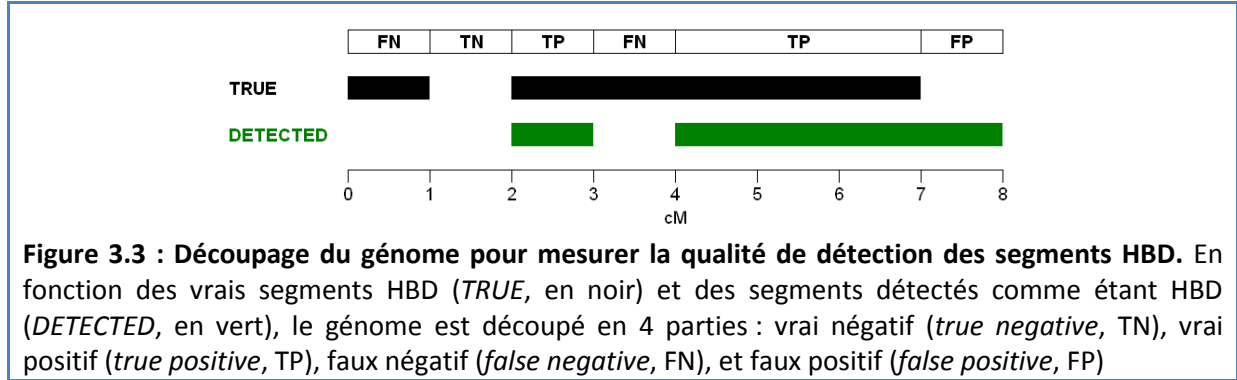 FN TN TP FN TP FP
TRUE
DETECTED
0 1 2 3 4 5 6 7 8
cM
Figure 3.3 : Découpage du génome pour mesurer la qualité de détection des segments HBD. En
fonction des vrais segments HBD (TRUE, en noir) et des segments détectés comme étant HBD
(DETECTED, en vert), le génome est découpé en 4 parties : vrai négatif (true negative, TN), vrai
positif (true positive, TP), faux négatif (false negative, FN), et faux positif (false positive, FP)